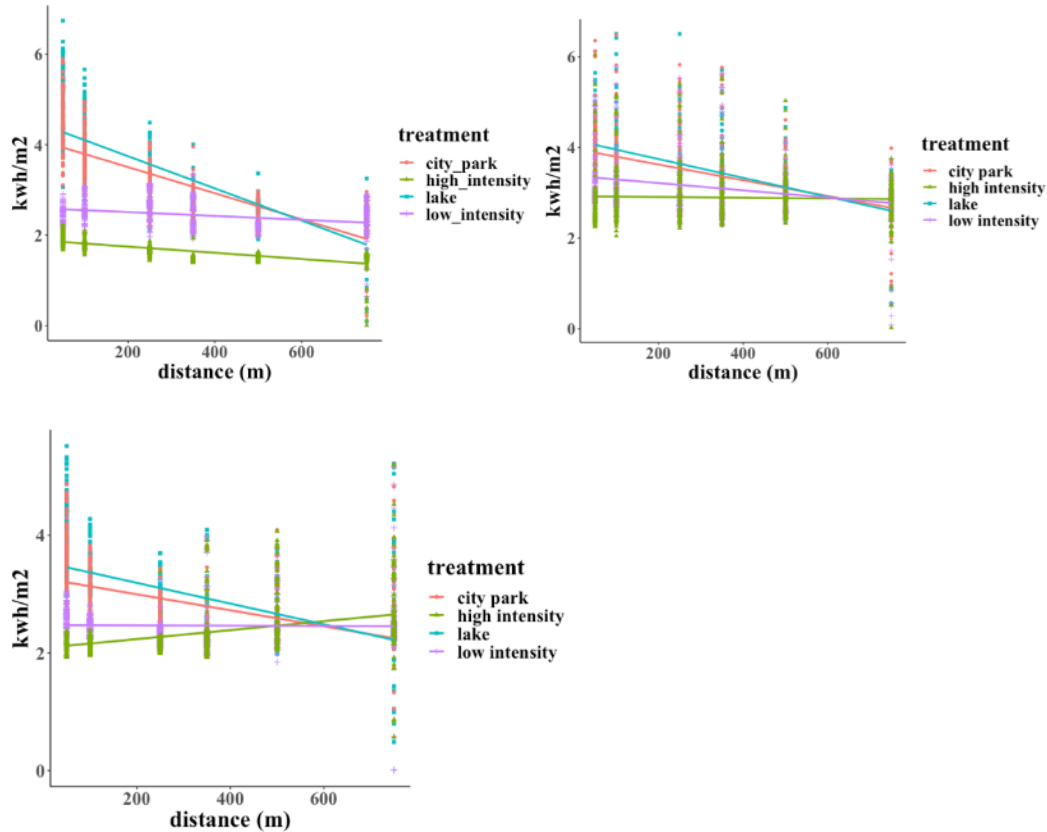 6
4
2
0
kwh/m2
200
400
600
distance (m)
treatment
city_park
high_intensity
lake
low_intensity
6
4
2
0
kwh/m2
200
400
600
distance (m)
treatment
city park
high intensity
lake
low intensity
4
2
0
kwh/m2
0
200
400
600
distance (m)
treatment
city park
high intensity
lake
low intensity